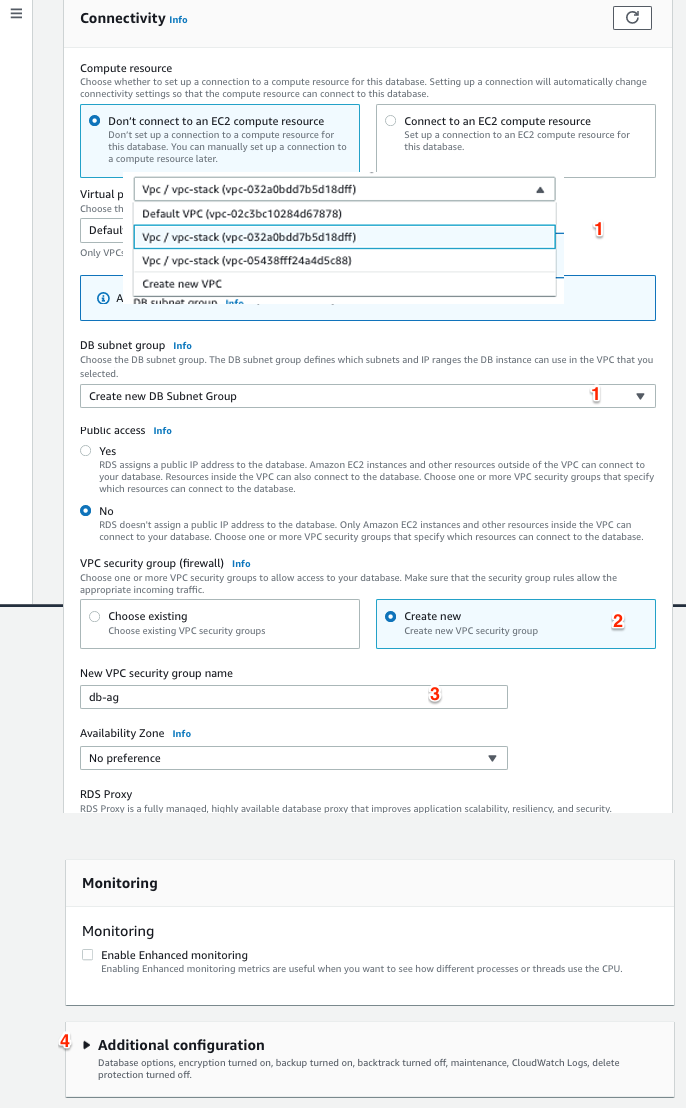 Connectivity Info
Compute resource
Choose whether to set up a connection to a compute resource for this database. Setting up a connection will automatically change
connectivity settings so that the compute resource can connect to this database.
Don't connect to an EC2 compute resource
Don't set up a connection to a compute resource for
this database. You can manually set up a connection to
a compute resource later.
Connect to an EC2 compute resource
Set up a connection to an EC2 compute resource for
this database.
Virtual p
Choose th
Defaul
Only VPCs
A
Vpc / vpc-stack (vpc-032a0bdd7b5d18dff)
Default VPC (vpc-02c3bc10284d67878)
Vpc / vpc-stack (vpc-032a0bdd7b5d18dff)
Vpc / vpc-stack (vpc-05438fff24a4d5c88)
Create new VPC
1
DB subnet group Info
DB subnet group Info
Choose the DB subnet group. The DB subnet group defines which subnets and IP ranges the DB instance can use in the VPC that you
selected.
Create new DB Subnet Group
1
Public access Info
Yes
RDS assigns a public IP address to the database. Amazon EC2 instances and other resources outside of the VPC can connect to
your database. Resources inside the VPC can also connect to the database. Choose one or more VPC security groups that specify
which resources can connect to the database.
No
RDS doesn't assign a public IP address to the database. Only Amazon EC2 instances and other resources inside the VPC can
connect to your database. Choose one or more VPC security groups that specify which resources can connect to the database.
VPC security group (firewall) Info
Choose one or more VPC security groups to allow access to your database. Make sure that the security group rules allow the
appropriate incoming traffic.
Choose existing
Choose existing VPC security groups
Create new
Create new VPC security group
2
New VPC security group name
db-ag
3
Availability Zone Info
No preference
RDS Proxy
RDS Proxy is a fully managed, highly available database proxy that improves application scalability, resiliency, and security.
Monitoring
Monitoring
Enable Enhanced monitoring
Enabling Enhanced monitoring metrics are useful when you want to see how different processes or threads use the CPU.
4
Additional configuration
Database options, encryption turned on, backup turned on, backtrack turned off, maintenance, CloudWatch Logs, delete
protection turned off.